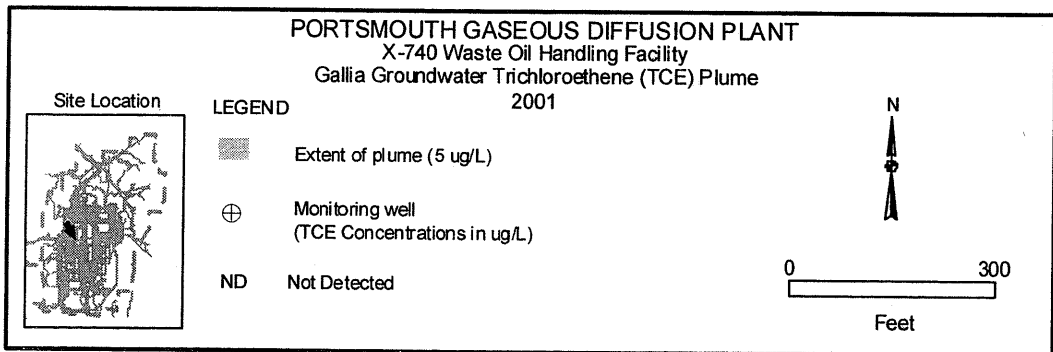 PORTSMOUTH GASEOUS DIFFUSION PLANT
X-740 Waste Oil Handling Facility
Gallia Groundwater Trichloroethene (TCE) Plume
2001
Site Location
LEGEND
Extent of plume (5 ug/L)
Monitoring well
(TCE Concentrations in ug/L)
ND Not Detected
N
0 300
Feet